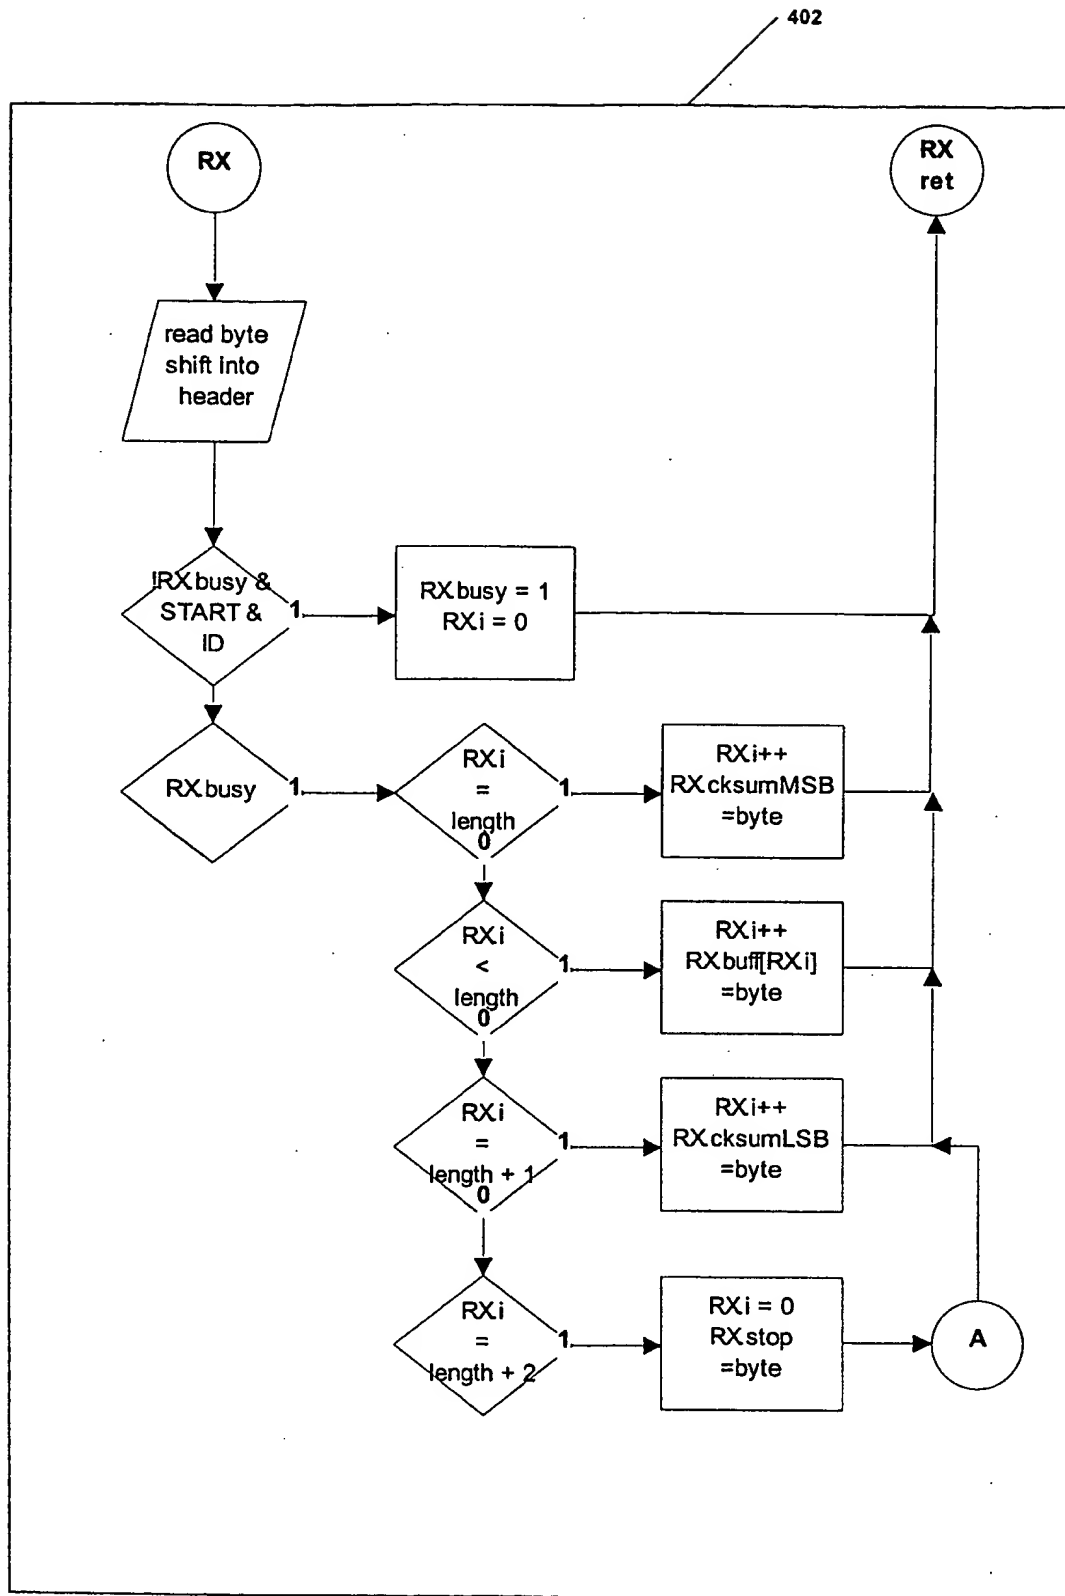 402
RX
RX
ret
read byte
shift into
header
!RX.busy &
START &
ID
1
RX.busy = 1
RX.i = 0
RX.busy
1
RX.i
=
length
0
1
RX.i++
RX.cksumMSB
=byte
RX.i
<
length
0
1
RX.i++
RX.buff[RX.i]
=byte
RX.i
=
length + 1
0
1
RX.i++
RX.cksumLSB
=byte
RX.i
=
length + 2
1
RX.i = 0
RX.stop
=byte
A